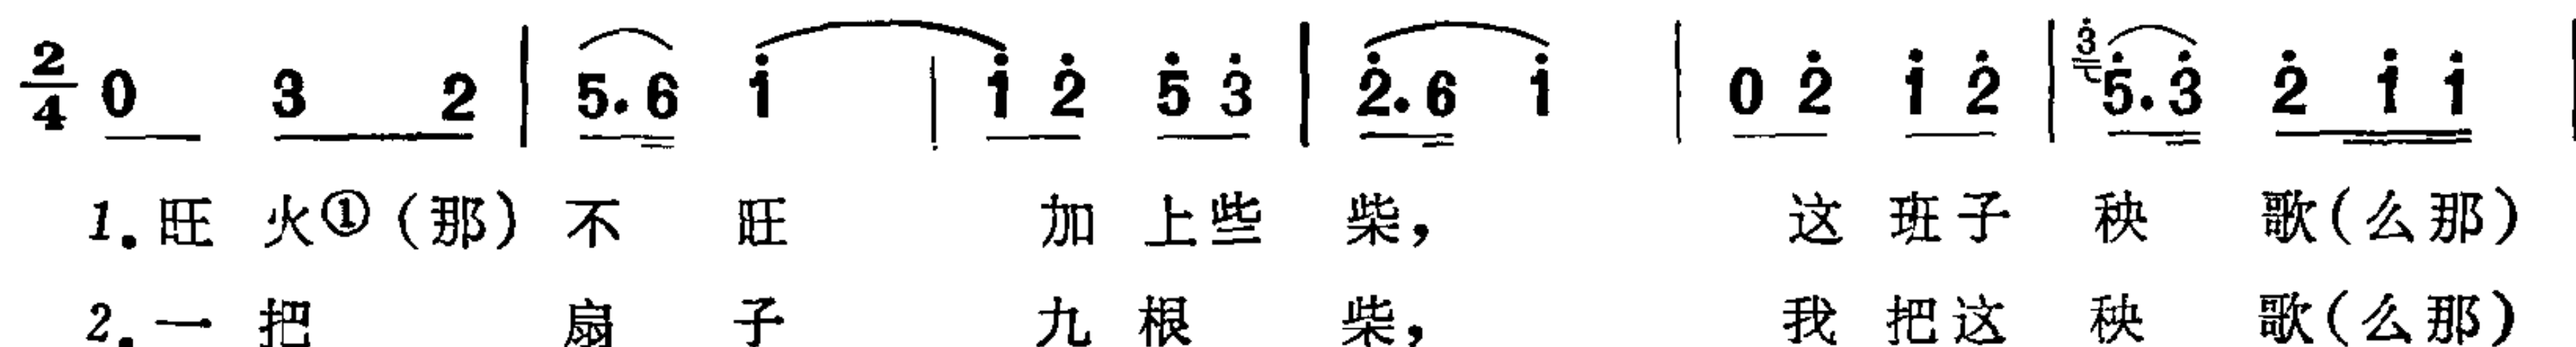 2/4 0 3 2 | 5. 6 i | i 2̇ 5̇ 3̇ | 2̇. 6 i | 0 2̇ i 2̇ | 3̇ 5̇. 3̇ 2̇ i i |
1. 旺 火①(那) 不 旺 加 上些 柴, 这 班子 秧 歌(么那)
2. 一 把 扇 子 九 根 柴, 我 把这 秧 歌(么那)